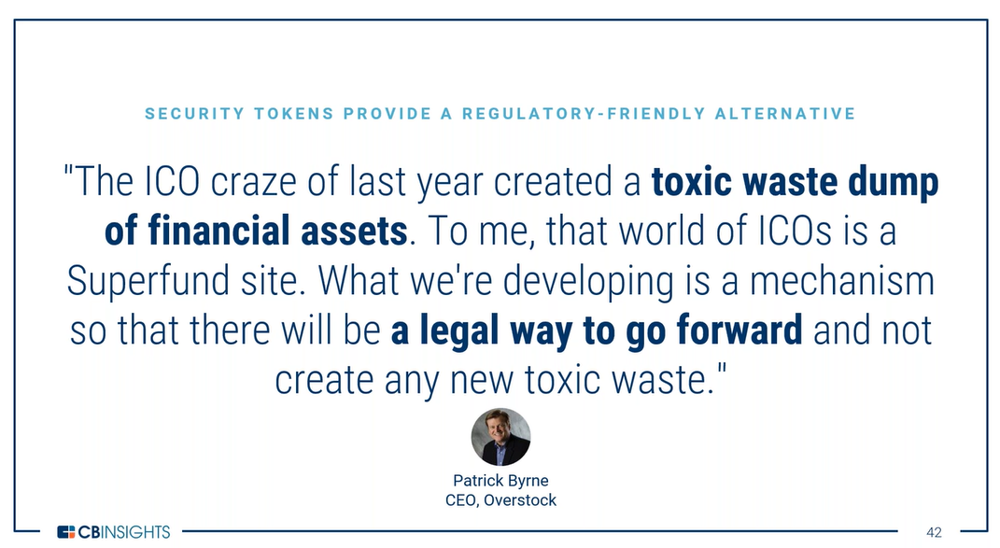 SECURITY TOKENS PROVIDE A REGULATORY-FRIENDLY ALTERNATIVE
"The ICO craze of last year created a toxic waste dump
of financial assets. To me, that world of ICOs is a
Superfund site. What we're developing is a mechanism
so that there will be a legal way to go forward and not
create any new toxic waste."
Patrick Byrne
CEO, Overstock
CBINSIGHTS
42